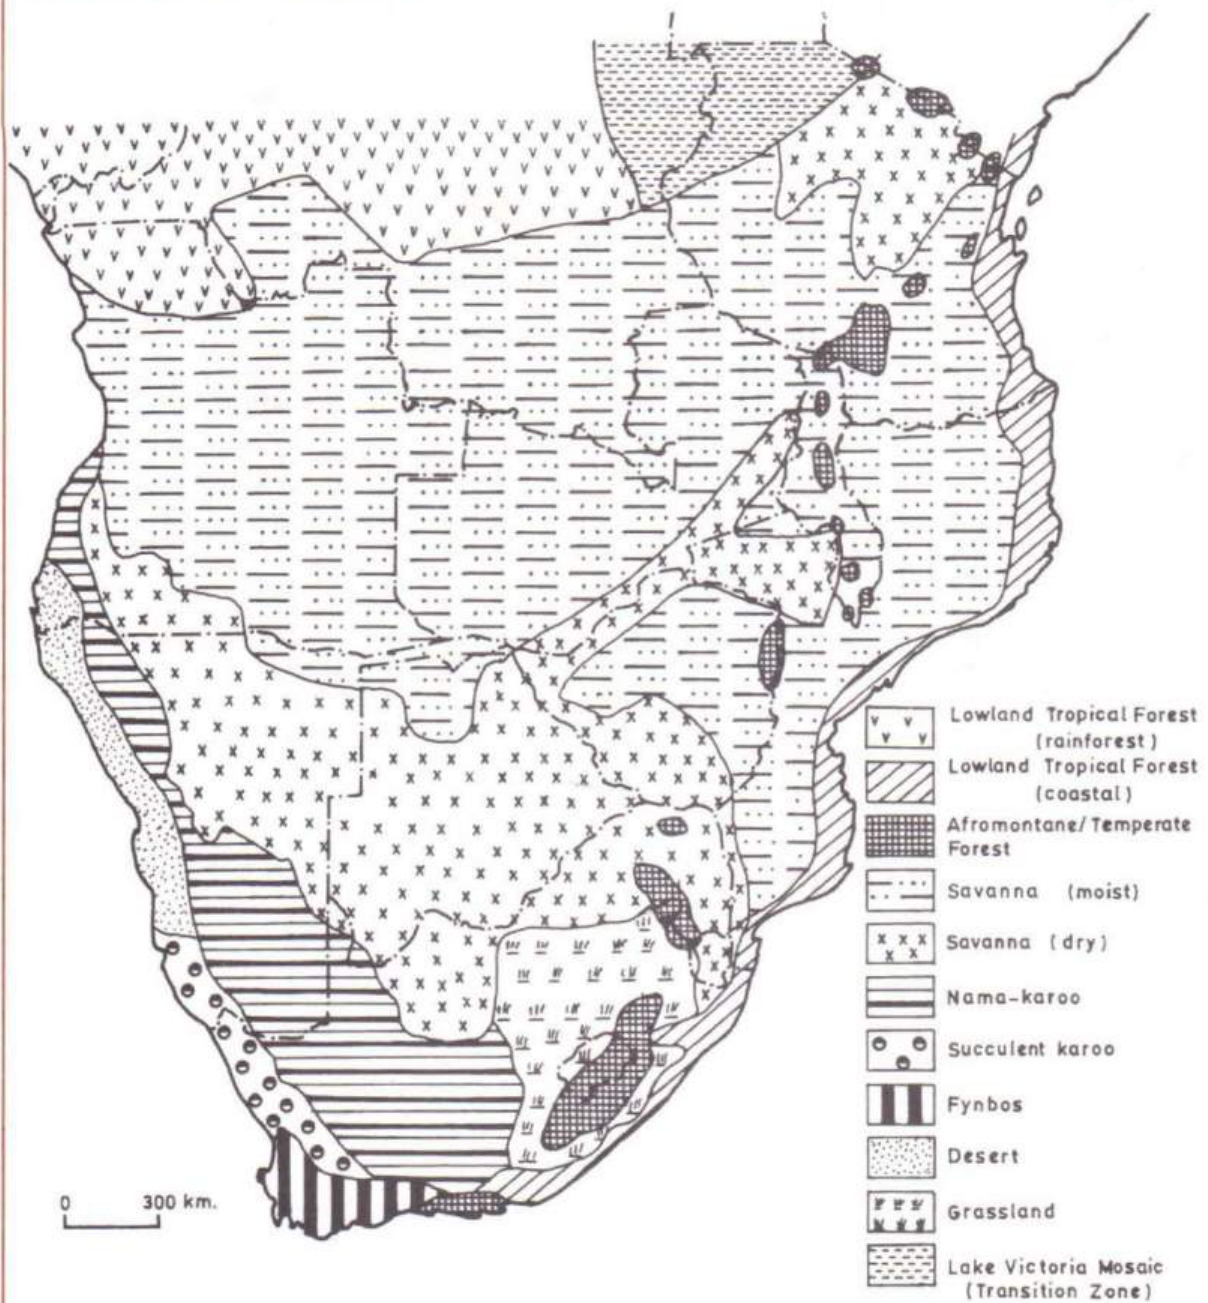 Lowland Tropical Forest
(rainforest)
Lowland Tropical Forest
(coastal)
Afromontane/Temperate
Forest
Savanna (moist)
Savanna (dry)
Nama-karoo
Succulent karoo
Fynbos
Desert
Grassland
Lake Victoria Mosaic
(Transition Zone)
0 300 km.